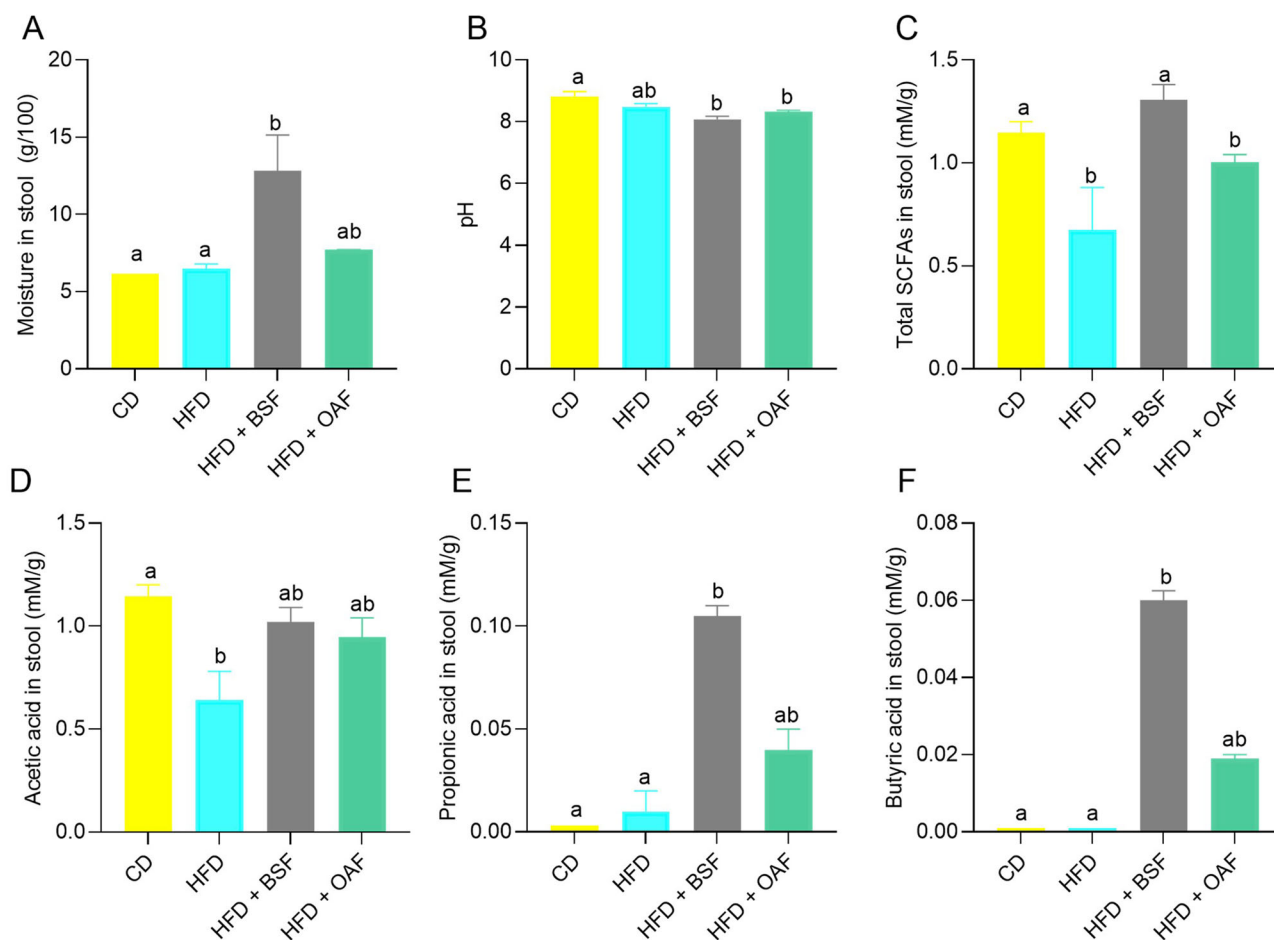 A
Moisture in stool (g/100)
20
15
10
5
0
a
a
b
ab
CD
HFD
HFD + BSF
HFD + OAF
B
pH
10
8
6
4
2
0
a
ab
b
b
CD
HFD
HFD + BSF
HFD + OAF
C
Total SCFAs in stool (mM/g)
1.5
1.0
0.5
0.0
a
b
a
b
CD
HFD
HFD + BSF
HFD + OAF
D
Acetic acid in stool (mM/g)
1.5
1.0
0.5
0.0
a
b
ab
ab
CD
HFD
HFD + BSF
HFD + OAF
E
Propionic acid in stool (mM/g)
0.15
0.10
0.05
0.00
a
a
b
ab
CD
HFD
HFD + BSF
HFD + OAF
F
Butyric acid in stool (mM/g)
0.08
0.06
0.04
0.02
0.00
a
a
b
ab
CD
HFD
HFD + BSF
HFD + OAF